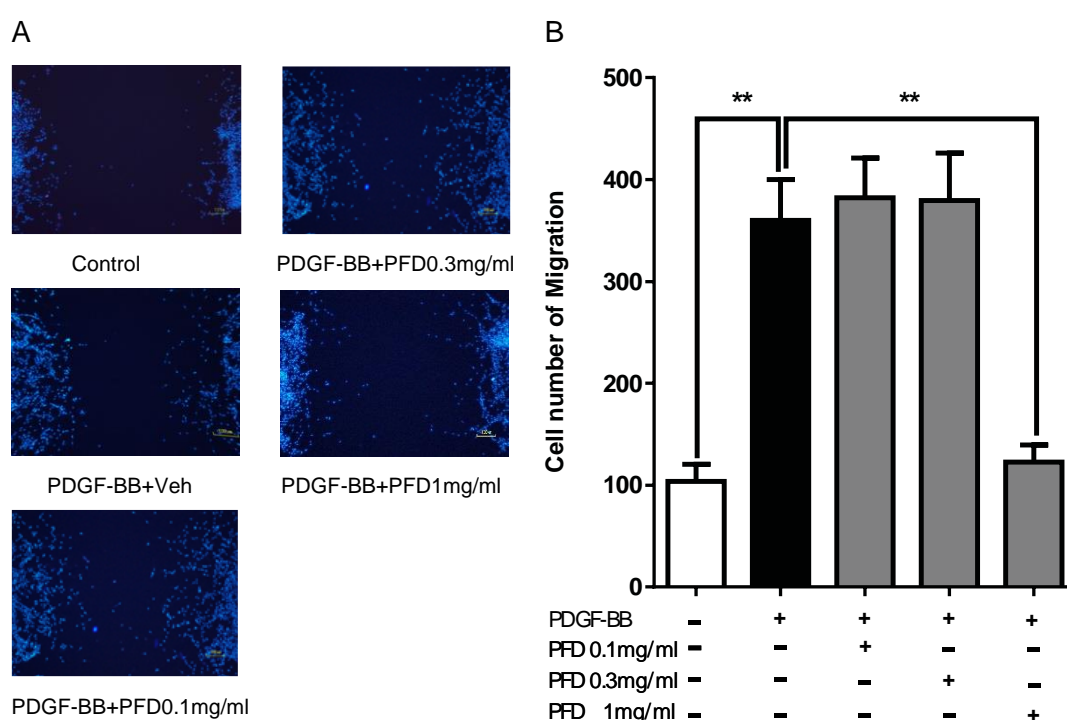 A
Control
PDGF-BB+PFD0.3mg/ml
PDGF-BB+Veh
PDGF-BB+PFD1mg/ml
PDGF-BB+PFD0.1mg/ml
B
Cell number of Migration
500
400
300
200
100
0
** **
PDGF-BB - + + + +
PFD 0.1mg/ml - - + - -
PFD 0.3mg/ml - - - + -
PFD 1mg/ml - - - - +